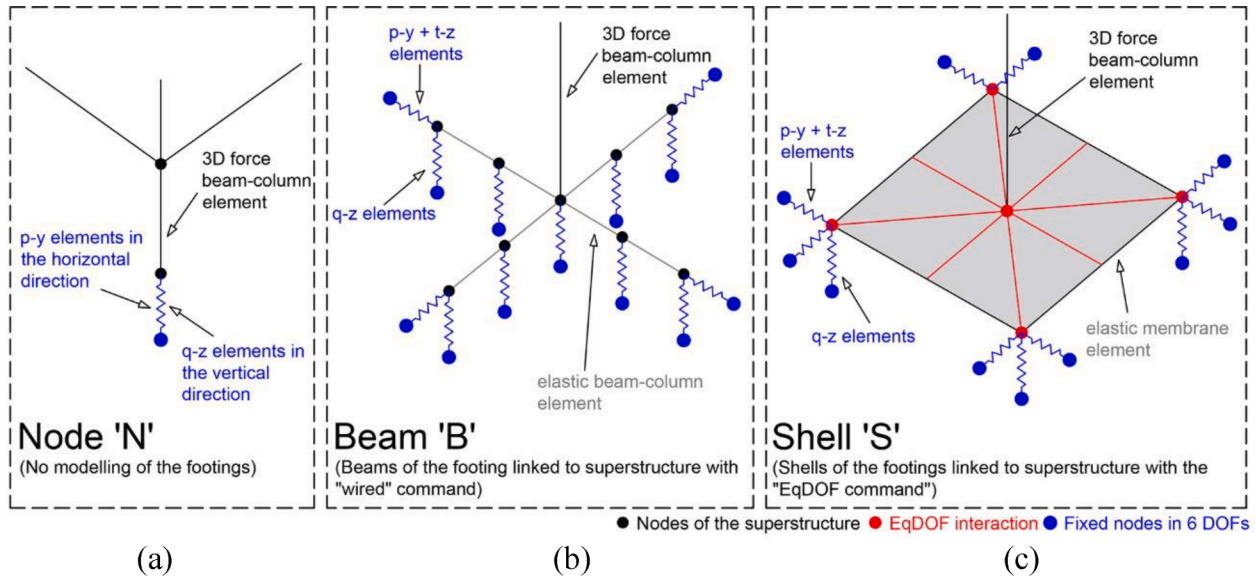 3D force
beam-column
element
p-y elements in
the horizontal
direction
q-z elements in
the vertical
direction
Node 'N'
(No modelling of the footings)
p-y + t-z
elements
3D force
beam-column
element
q-z elements
elastic beam-column
element
Beam 'B'
(Beams of the footing linked to superstructure with
"wired" command)
3D force
beam-column
element
p-y + t-z
elements
q-z elements
elastic membrane
element
Shell 'S'
(Shells of the footings linked to superstructure with the
"EqDOF command")
Nodes of the superstructure EqDOF interaction Fixed nodes in 6 DOFs
(a) (b) (c)